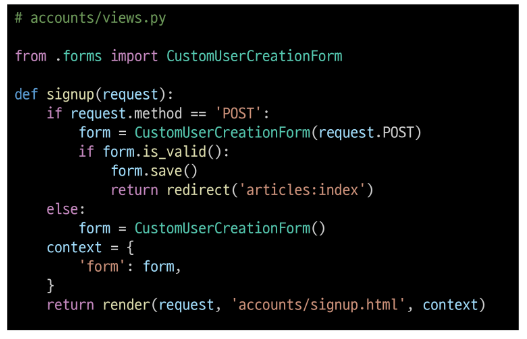 # accounts/views.py
from .forms import CustomUserCreationForm
def signup(request):
    if request.method == 'POST':
        form = CustomUserCreationForm(request.POST)
        if form.is_valid():
            form.save()
            return redirect('articles:index')
    else:
        form = CustomUserCreationForm()
    context = {
        'form': form,
    }
    return render(request, 'accounts/signup.html', context)